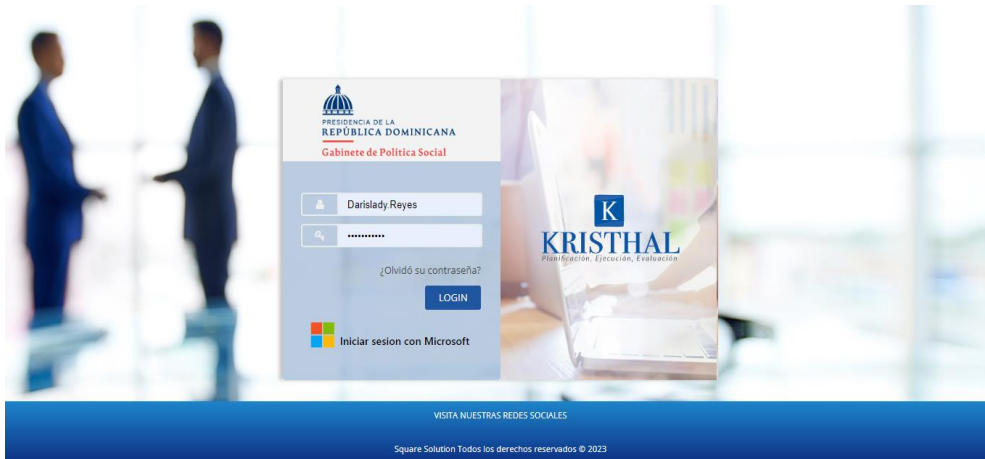 PRESIDENCIA DE LA
REPÚBLICA DOMINICANA
Gabinete de Política Social
Darislady.Reyes
•••••••••••
¿Olvidó su contraseña?
LOGIN
Iniciar sesion con Microsoft
K
KRISTHAL
Planificación, Ejecución, Evaluación
VISITA NUESTRAS REDES SOCIALES
Square Solution Todos los derechos reservados © 2023